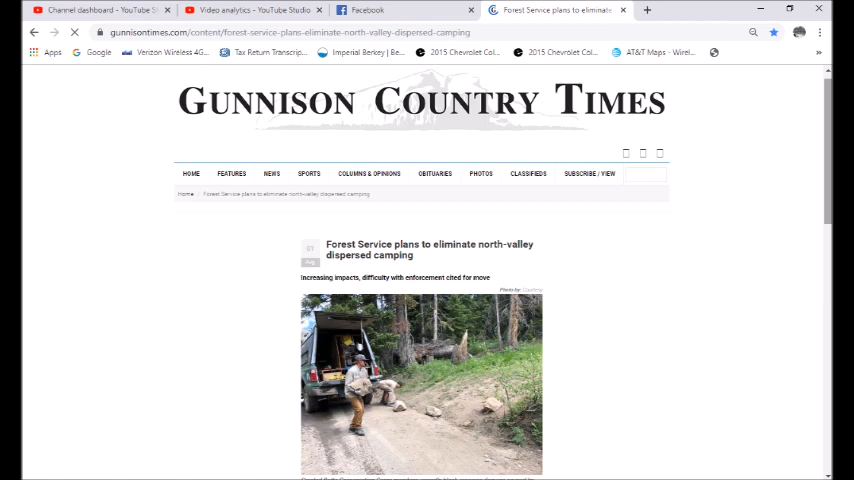 Channel dashboard - YouTube St
Video analytics - YouTube Studio
Facebook
Forest Service plans to eliminate
gunnisontimes.com/content/forest-service-plans-eliminate-north-valley-dispersed-camping
Apps
Google
Verizon Wireless 4G...
Tax Return Transcrip...
Imperial Berkey | Be...
2015 Chevrolet Col...
2015 Chevrolet Col...
AT&T Maps - Wirel...
GUNNISON COUNTRY TIMES
HOME
FEATURES
NEWS
SPORTS
COLUMNS & OPINIONS
OBITUARIES
PHOTOS
CLASSIFIEDS
SUBSCRIBE / VIEW
Home / Forest Service plans to eliminate north-valley dispersed camping
01
Aug
Forest Service plans to eliminate north-valley
dispersed camping
Increasing impacts, difficulty with enforcement cited for move
Photo by: Courtesy